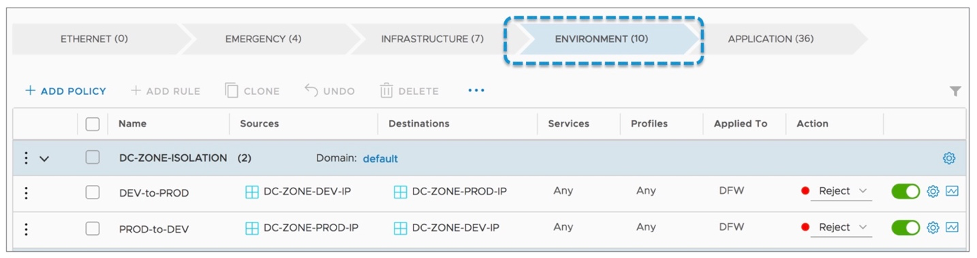 ETHERNET (0) EMERGENCY (4) INFRASTRUCTURE (7) ENVIRONMENT (10) APPLICATION (36)
+ ADD POLICY + ADD RULE CLONE UNDO DELETE ...
Name Sources Destinations Services Profiles Applied To Action
DC-ZONE-ISOLATION (2) Domain: default
DEV-to-PROD DC-ZONE-DEV-IP DC-ZONE-PROD-IP Any Any DFW Reject
PROD-to-DEV DC-ZONE-PROD-IP DC-ZONE-DEV-IP Any Any DFW Reject